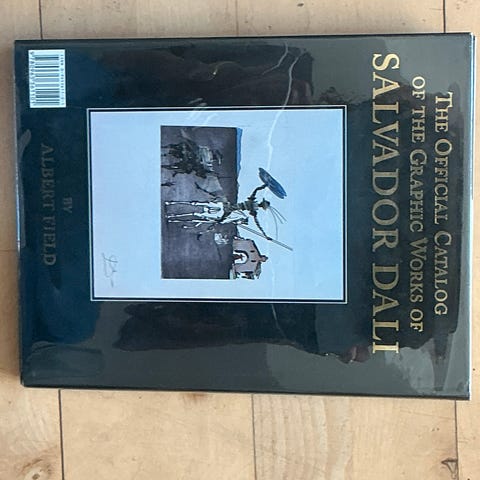 THE OFFICIAL CATALOG
OF THE GRAPHIC WORKS OF
SALVADOR DALI
BY
ALBERT FIELD